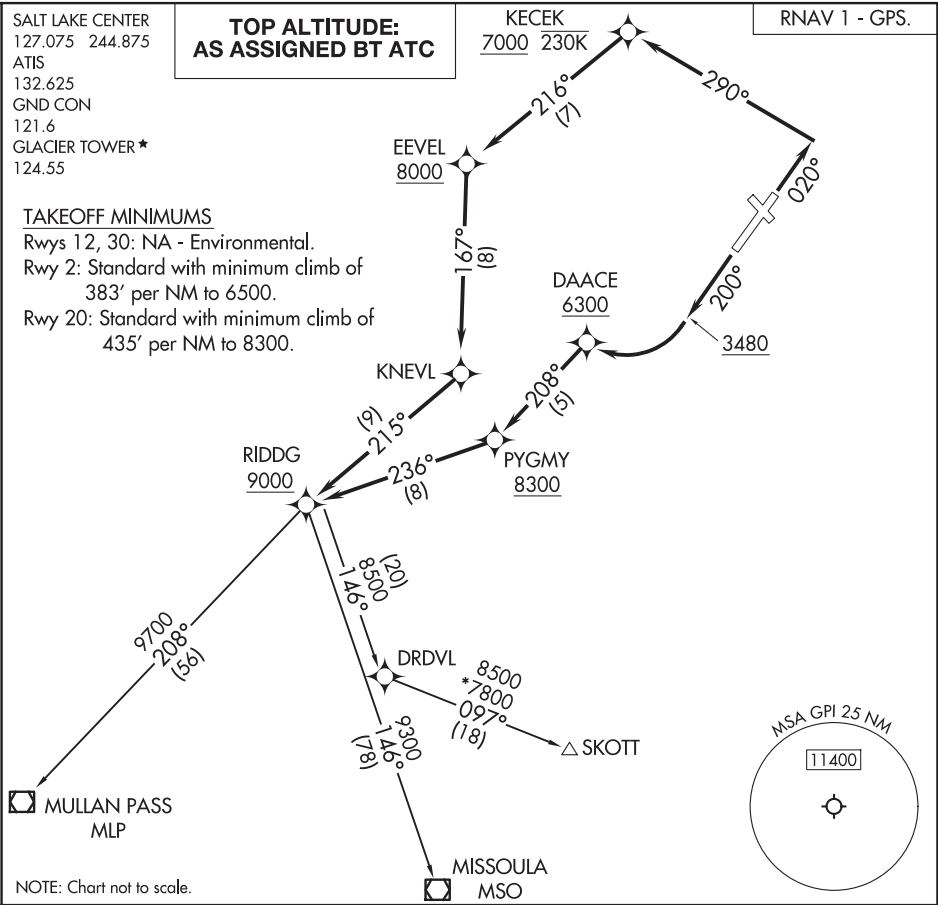 SALT LAKE CENTER
127.075 244.875
ATIS
132.625
GND CON
121.6
GLACIER TOWER★
124.55
TOP ALTITUDE:
AS ASSIGNED BT ATC
RNAV 1 - GPS.
TAKEOFF MINIMUMS
Rwys 12, 30: NA - Environmental.
Rwy 2: Standard with minimum climb of
383' per NM to 6500.
Rwy 20: Standard with minimum climb of
435' per NM to 8300.
KECEK
7000 230K
290°
020°
216°
(7)
EEVEL
8000
167°
(8)
200°
3480
DAACE
6300
208°
(5)
KNEVL
(9)
215°
PYGMY
8300
236°
(8)
RIDDG
9000
9700
208°
(56)
(20)
8500
146°
DRDVL
8500
*7800
097°
(18)
SKOTT
9300
146°
(78)
MULLAN PASS
MLP
MISSOULA
MSO
MSA GPI 25 NM
11400
NOTE: Chart not to scale.